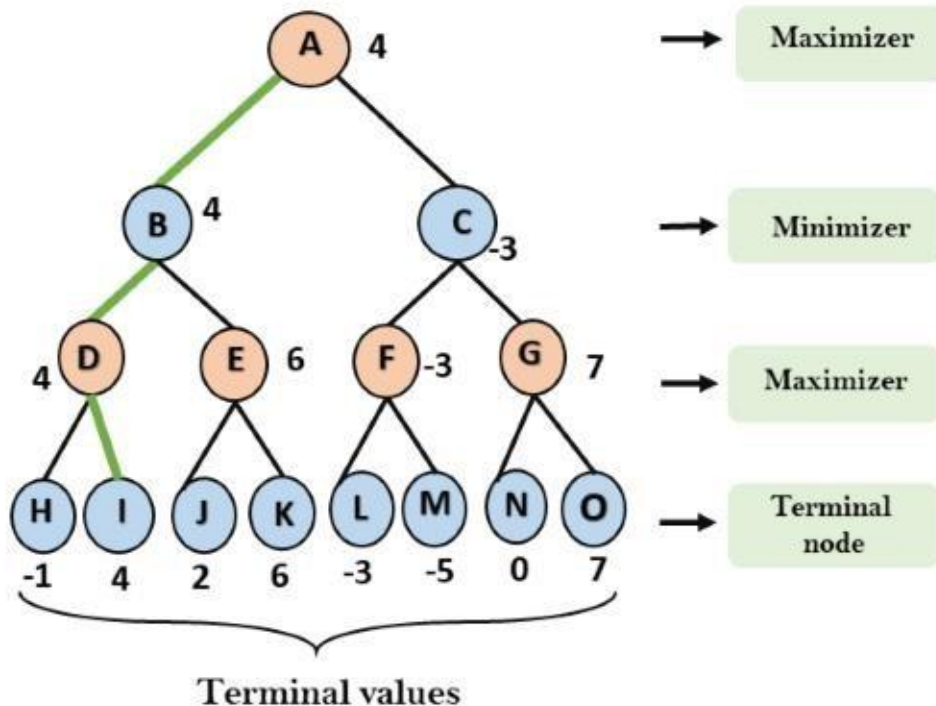 A 4 Maximizer
B 4 C -3 Minimizer
D 4 E 6 F -3 G 7 Maximizer
H I J K L M N O Terminal
node
-1 4 2 6 -3 -5 0 7
Terminal values